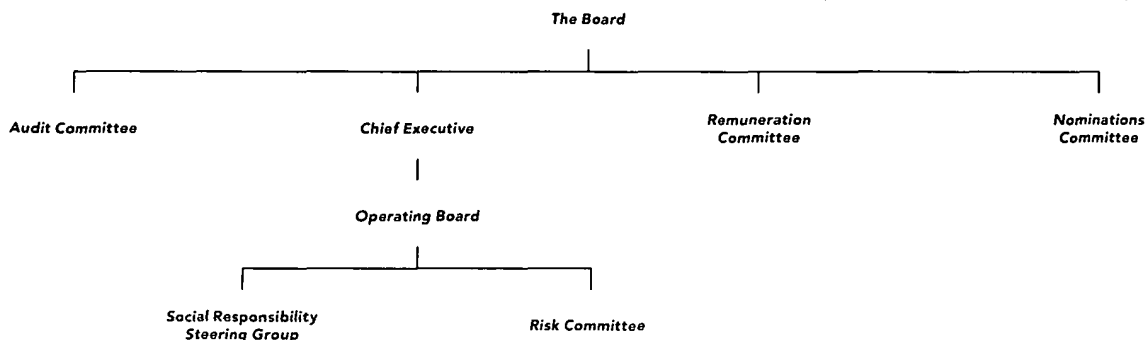 The Board
Audit Committee
Chief Executive
Remuneration
Committee
Nominations
Committee
Operating Board
Social Responsibility
Steering Group
Risk Committee